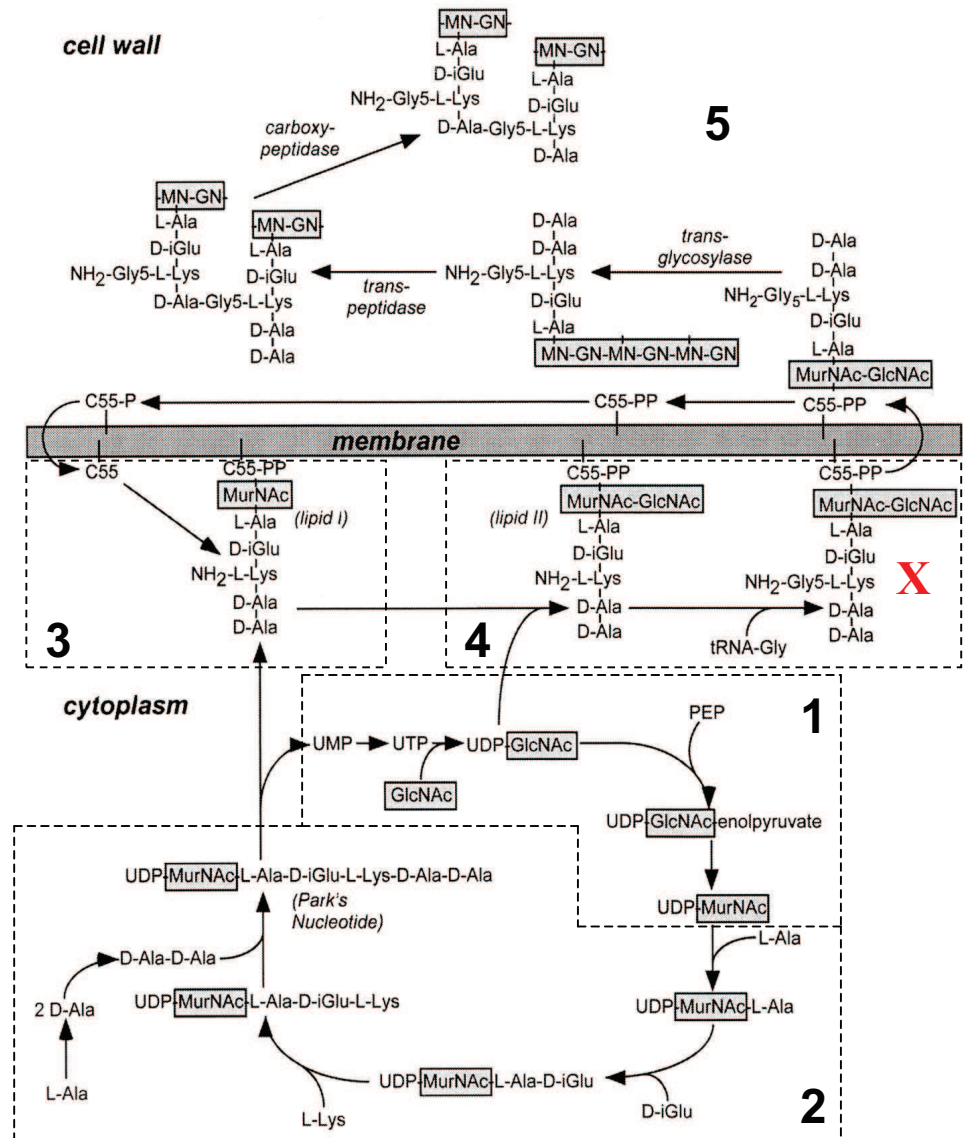 cell wall
-MN-GN-
L-Ala
D-iGlu
NH2-Gly5-L-Lys
D-Ala-Gly5-L-Lys
-MN-GN-
L-Ala
D-iGlu
D-Ala
5
carboxy-
peptidase
-MN-GN-
L-Ala
D-iGlu
NH2-Gly5-L-Lys
D-Ala-Gly5-L-Lys
-MN-GN-
L-Ala
D-iGlu
D-Ala
D-Ala
trans-
peptidase
D-Ala
D-Ala
NH2-Gly5-L-Lys
D-iGlu
L-Ala
MN-GN-MN-GN-MN-GN
trans-
glycosylase
D-Ala
D-Ala
NH2-Gly5-L-Lys
D-iGlu
L-Ala
MurNAc-GlcNAc
C55-P
C55-PP
C55-PP
membrane
C55
C55-PP
MurNAc
(lipid I)
L-Ala
D-iGlu
NH2-L-Lys
D-Ala
D-Ala
3
C55-PP
MurNAc-GlcNAc
(lipid II)
L-Ala
D-iGlu
NH2-L-Lys
D-Ala
D-Ala
4
tRNA-Gly
C55-PP
MurNAc-GlcNAc
L-Ala
D-iGlu
NH2-Gly5-L-Lys
D-Ala
D-Ala
X
cytoplasm
1
PEP
UMP
UTP
UDP-GlcNAc
GlcNAc
UDP-GlcNAc-enolpyruvate
UDP-MurNAc
L-Ala
UDP-MurNAc-L-Ala
D-iGlu
UDP-MurNAc-L-Ala-D-iGlu
L-Lys
UDP-MurNAc-L-Ala-D-iGlu-L-Lys
UDP-MurNAc-L-Ala-D-iGlu-L-Lys-D-Ala-D-Ala
(Park's
Nucleotide)
D-Ala-D-Ala
2 D-Ala
L-Ala
2